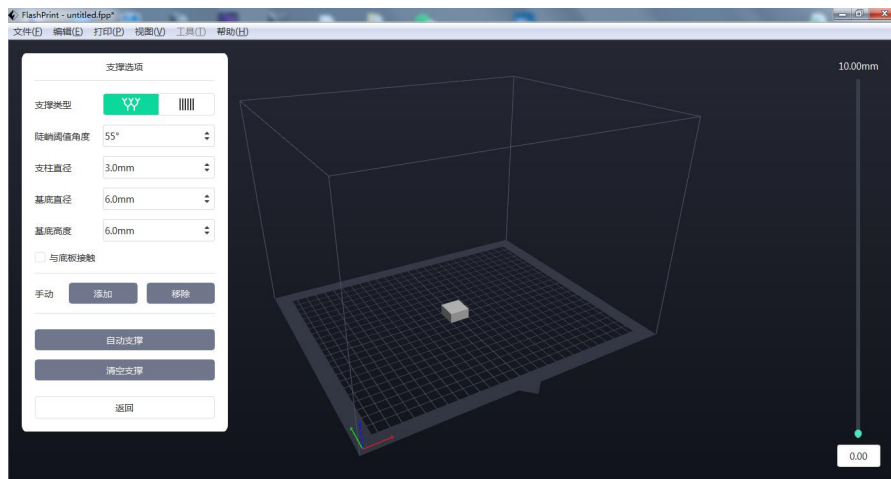 FlashPrint - untitled.fpp*
文件(F) 编辑(E) 打印(P) 视图(V) 工具(T) 帮助(H)
支撑选项
10.00mm
支撑类型
陡峭阈值角度 55°
支柱直径 3.0mm
基底直径 6.0mm
基底高度 6.0mm
与底板接触
手动 添加 移除
自动支撑
清空支撑
返回
0.00